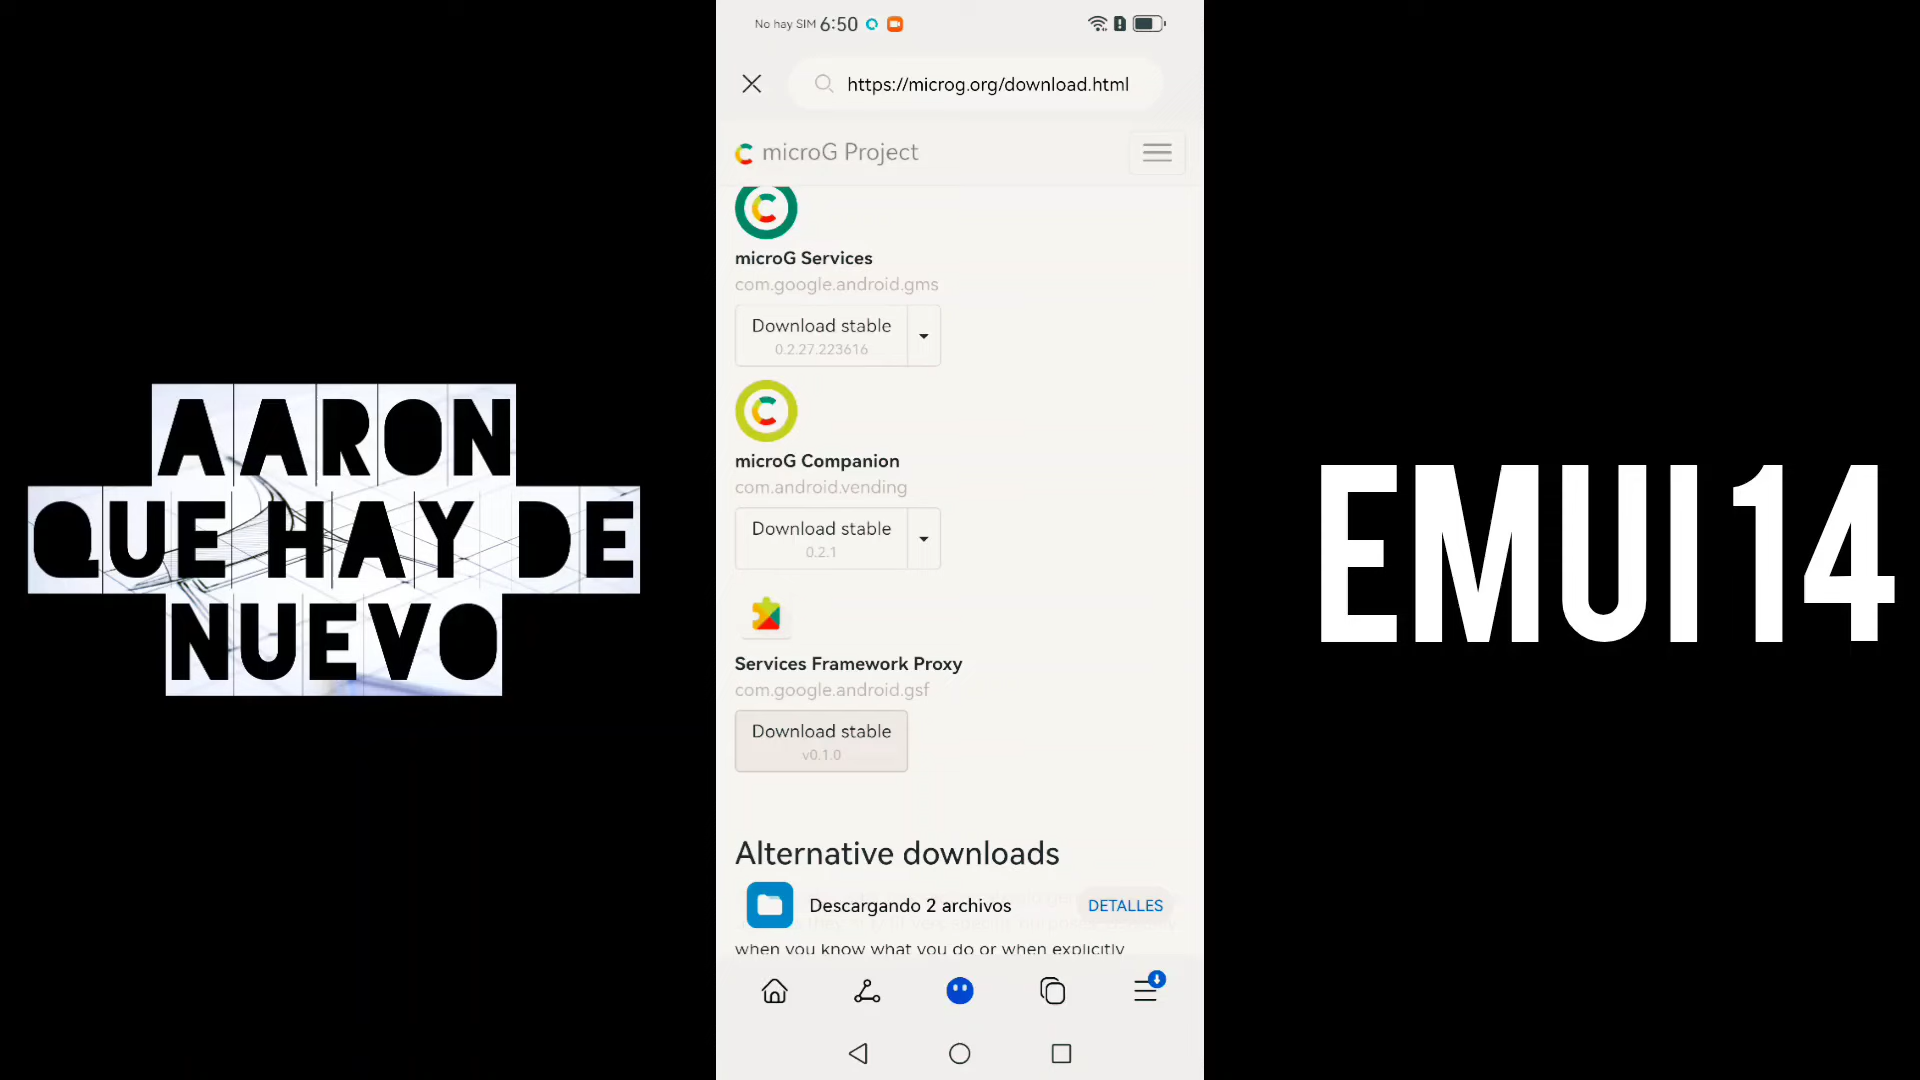 No hay SIM 6:50
https://microg.org/download.html
microG Project
microG Services
com.google.android.gms
Download stable
0.2.27.223616
microG Companion
com.android.vending
Download stable
0.2.1
Services Framework Proxy
com.google.android.gsf
Download stable
v0.1.0
Alternative downloads
Descargando 2 archivos
DETALLES
when you know what you do or when explicitly
AARON
QUE HAY DE
NUEVO
EMUI 14